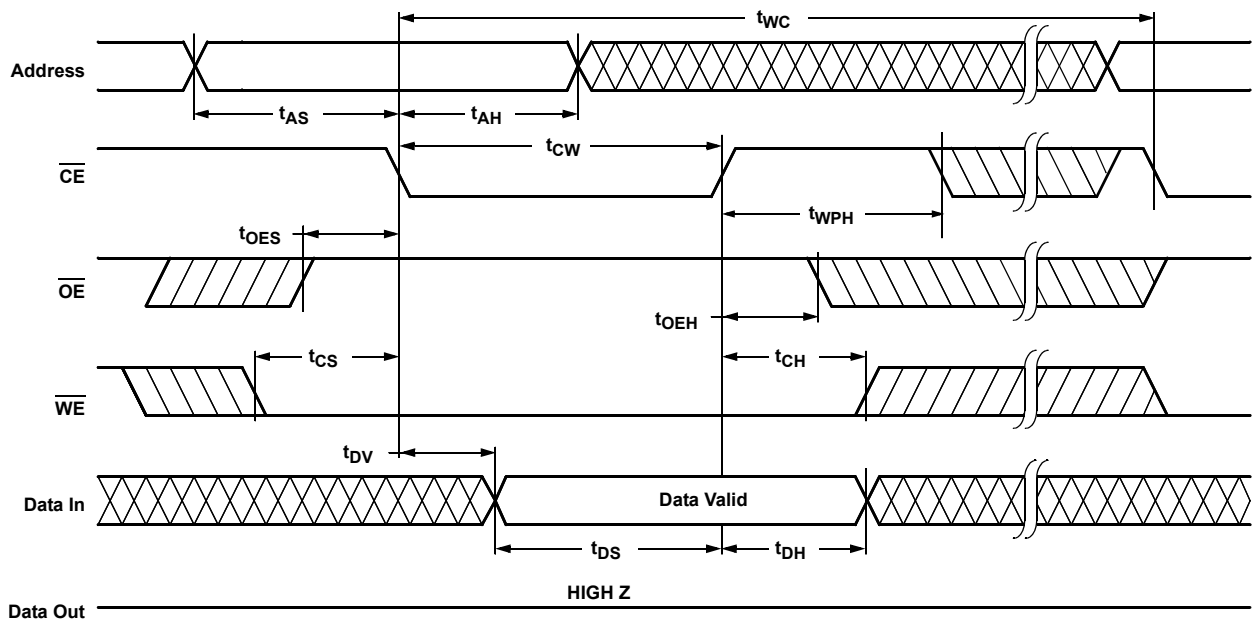 tWC
Address
tAS
tAH
tCW
CE
tWPH
tOES
OE
tOEH
tCS
tCH
WE
tDV
Data In
Data Valid
tDS
tDH
HIGH Z
Data Out